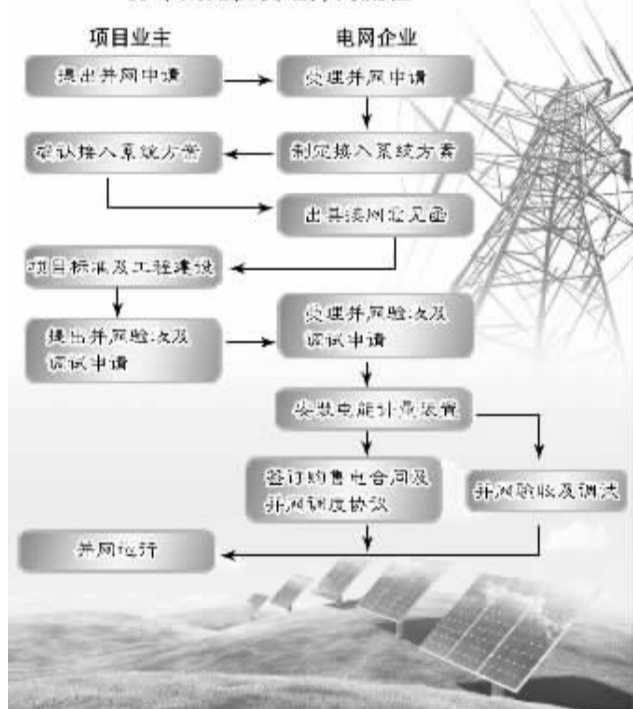 项目业主
电网企业
提出并网申请
受理并网申请
确认接入系统方案
制定接入系统方案
出具接网意见函
项目标准及工程建设
提出并网验收及
调试申请
受理并网验收及
调试申请
安装电能计量装置
签订购售电合同及
并网调度协议
并网验收及调试
并网运行